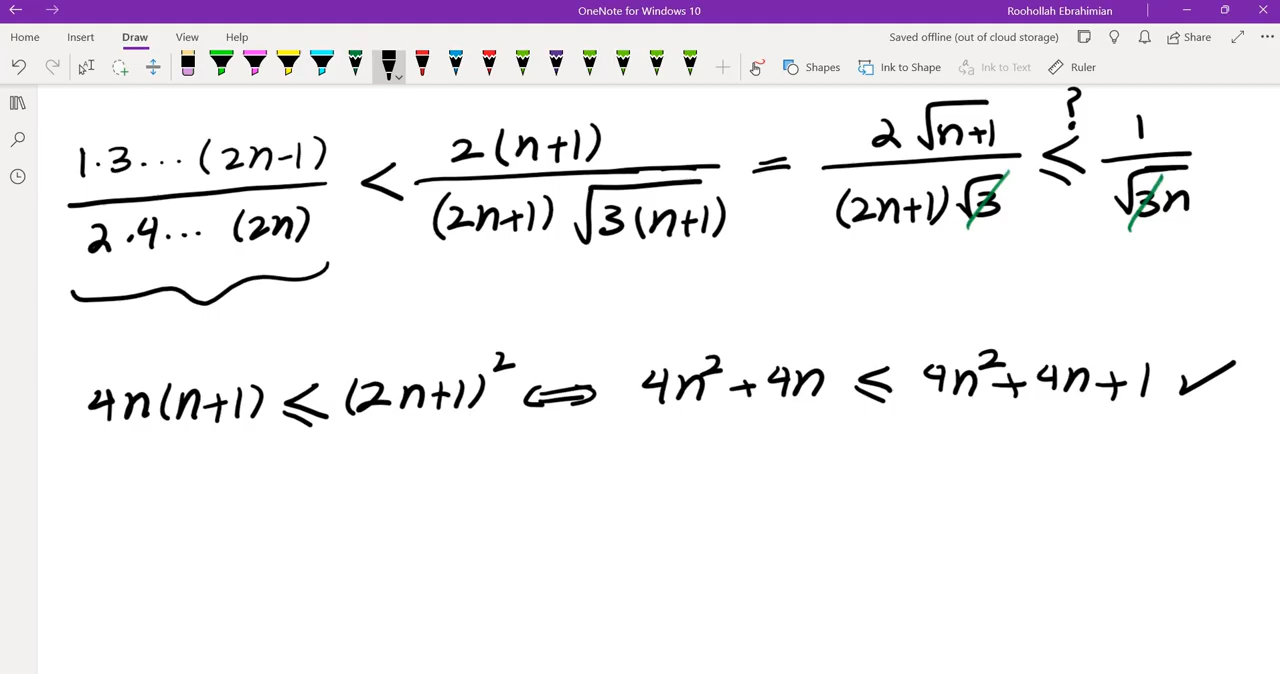 OneNote for Windows 10
Roohollah Ebrahimian
Home Insert Draw View Help
Saved offline (out of cloud storage)
Share
Shapes Ink to Shape Ink to Text Ruler
1·3···(2n-1) / 2·4···(2n) < 2(n+1) / (2n+1)√3(n+1) = 2√n+1 / (2n+1)√3 ≤? 1 / √3n
4n(n+1) ≤ (2n+1)² ⟺ 4n²+4n ≤ 4n²+4n+1 ✓